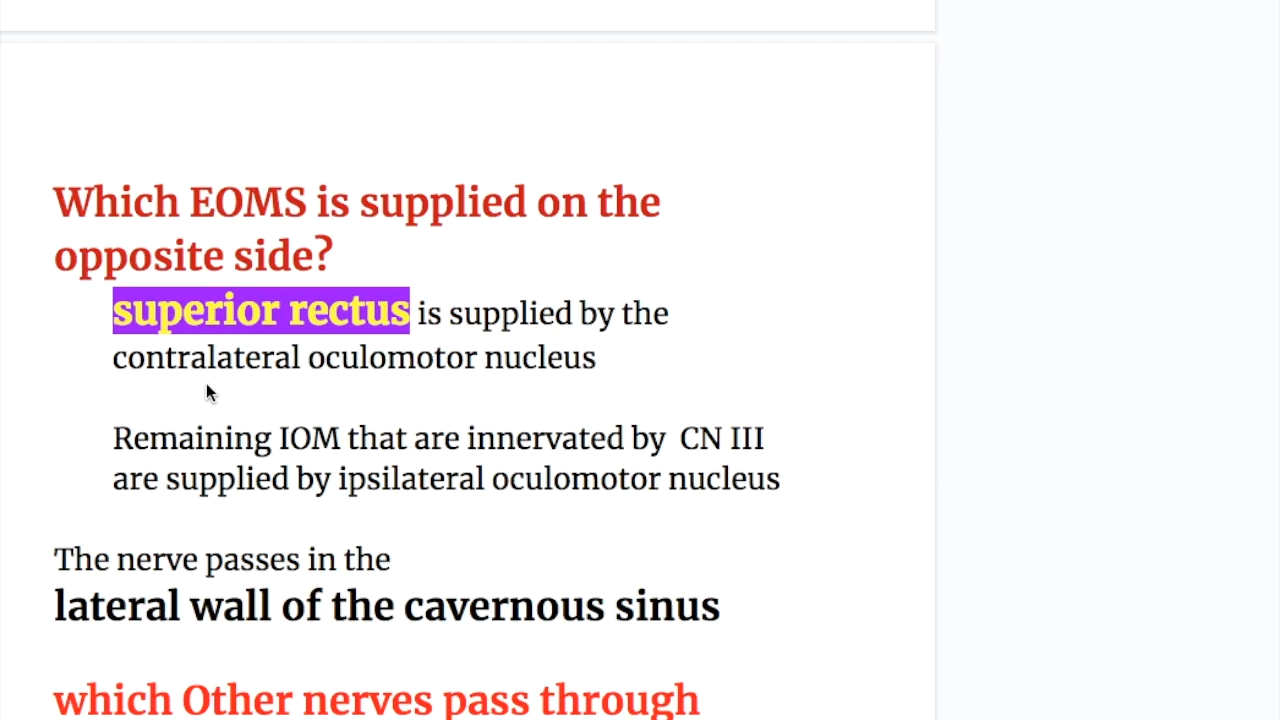 Which EOMS is supplied on the
opposite side?
superior rectus is supplied by the
contralateral oculomotor nucleus
Remaining IOM that are innervated by  CN III
are supplied by ipsilateral oculomotor nucleus
The nerve passes in the
lateral wall of the cavernous sinus
which Other nerves pass through